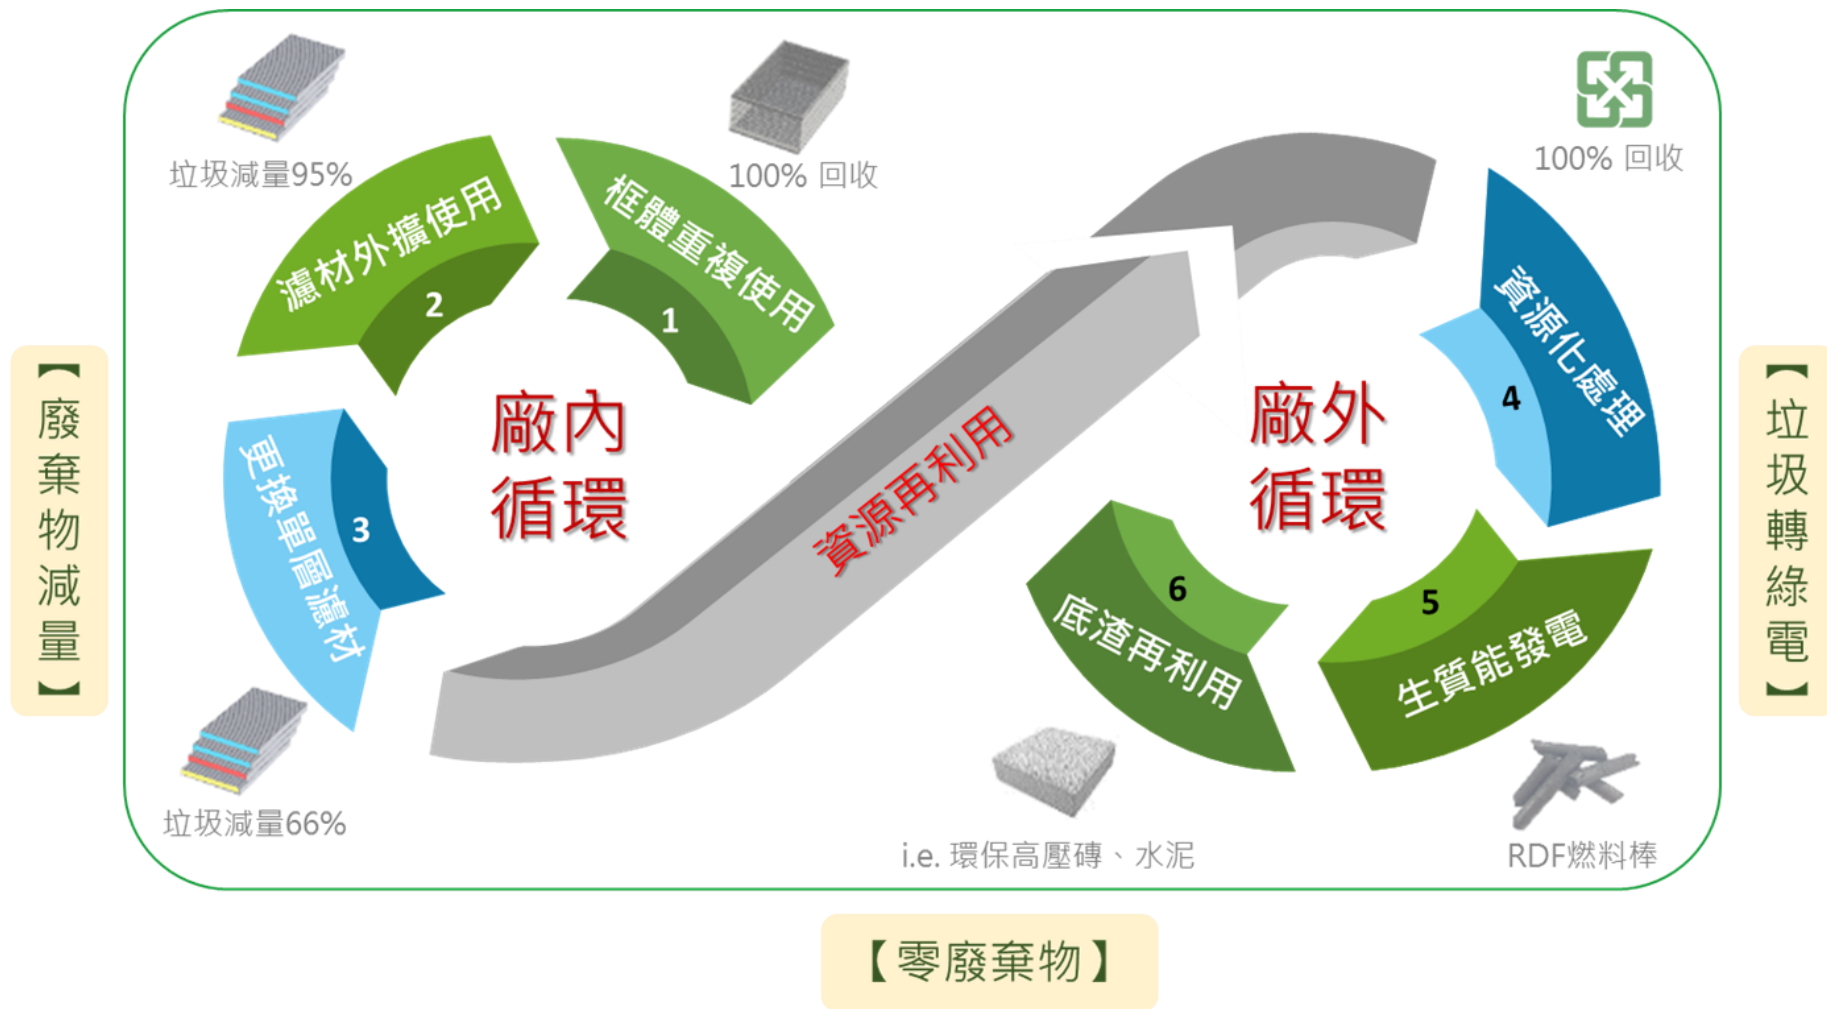 垃圾減量95%
100% 回收
100% 回收
濾材外擴使用
2
框體重複使用
1
更換單層濾材
3
廠內
循環
資源再利用
廠外
循環
資源化處理
4
生質能發電
5
底渣再利用
6
垃圾減量66%
i.e. 環保高壓磚、水泥
RDF燃料棒
【廢棄物減量】
【垃圾轉綠電】
【零廢棄物】